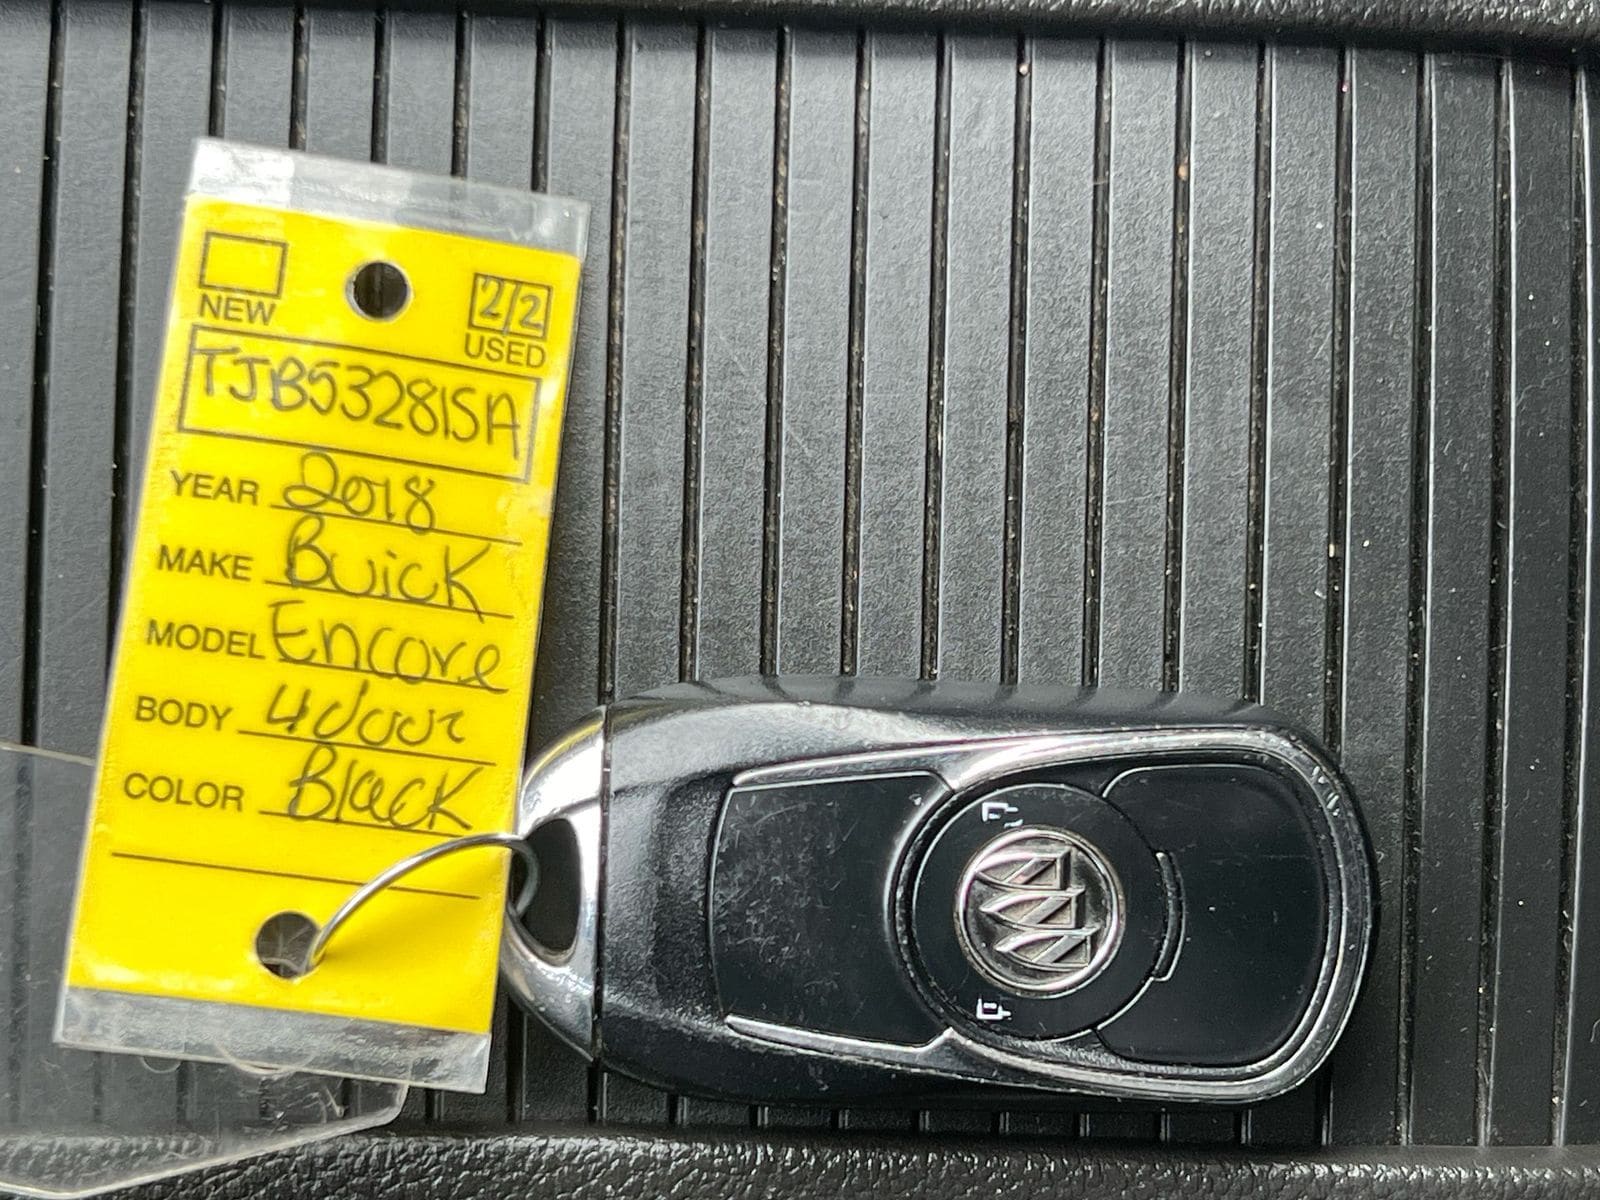 2/2
NEW
USED
TJB532815A
YEAR 2018
MAKE Buick
MODEL Encore
BODY 4door
COLOR Black